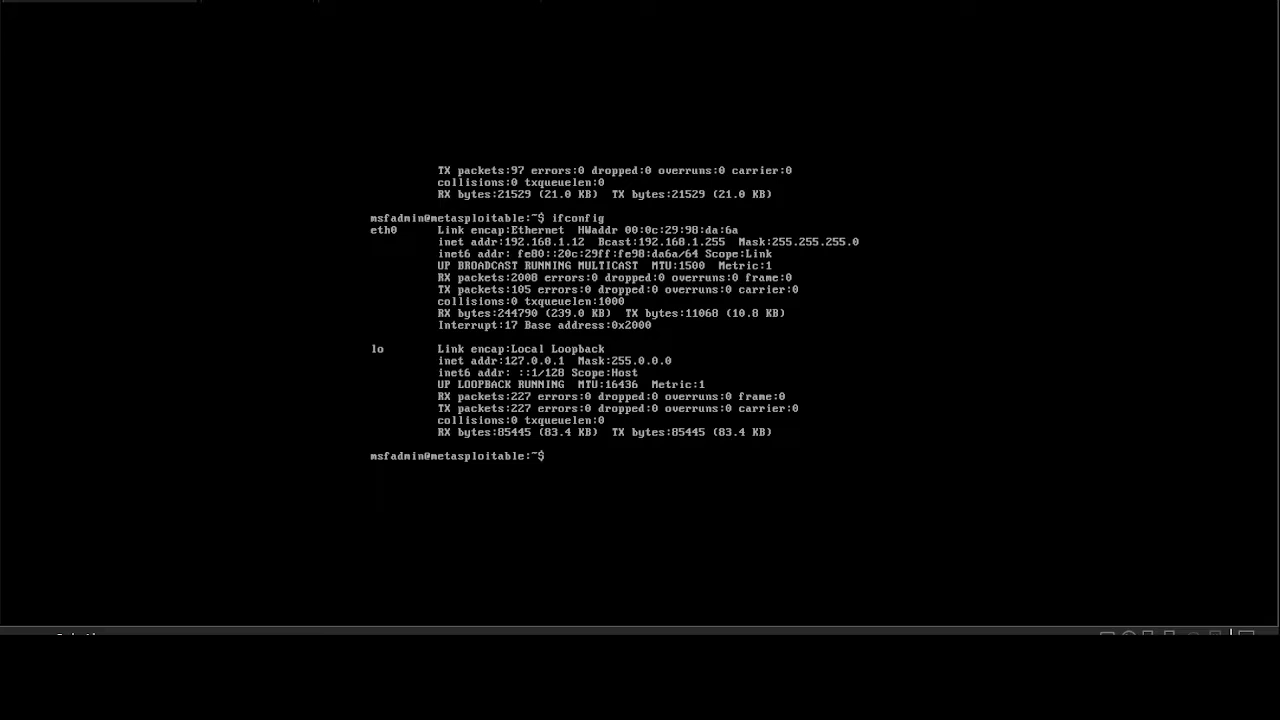 TX packets:97 errors:0 dropped:0 overruns:0 carrier:0
collisions:0 txqueuelen:0
RX bytes:21529 (21.0 KB)  TX bytes:21529 (21.0 KB)
msfadmin@metasploitable:~$ ifconfig
eth0      Link encap:Ethernet  HWaddr 00:0c:29:98:da:6a
inet addr:192.168.1.12  Bcast:192.168.1.255  Mask:255.255.255.0
inet6 addr: fe80::20c:29ff:fe98:da6a/64 Scope:Link
UP BROADCAST RUNNING MULTICAST  MTU:1500  Metric:1
RX packets:2008 errors:0 dropped:0 overruns:0 frame:0
TX packets:105 errors:0 dropped:0 overruns:0 carrier:0
collisions:0 txqueuelen:1000
RX bytes:244790 (239.0 KB)  TX bytes:11068 (10.8 KB)
Interrupt:17 Base address:0x2000
lo        Link encap:Local Loopback
inet addr:127.0.0.1  Mask:255.0.0.0
inet6 addr: ::1/128 Scope:Host
UP LOOPBACK RUNNING  MTU:16436  Metric:1
RX packets:227 errors:0 dropped:0 overruns:0 frame:0
TX packets:227 errors:0 dropped:0 overruns:0 carrier:0
collisions:0 txqueuelen:0
RX bytes:85445 (83.4 KB)  TX bytes:85445 (83.4 KB)
msfadmin@metasploitable:~$